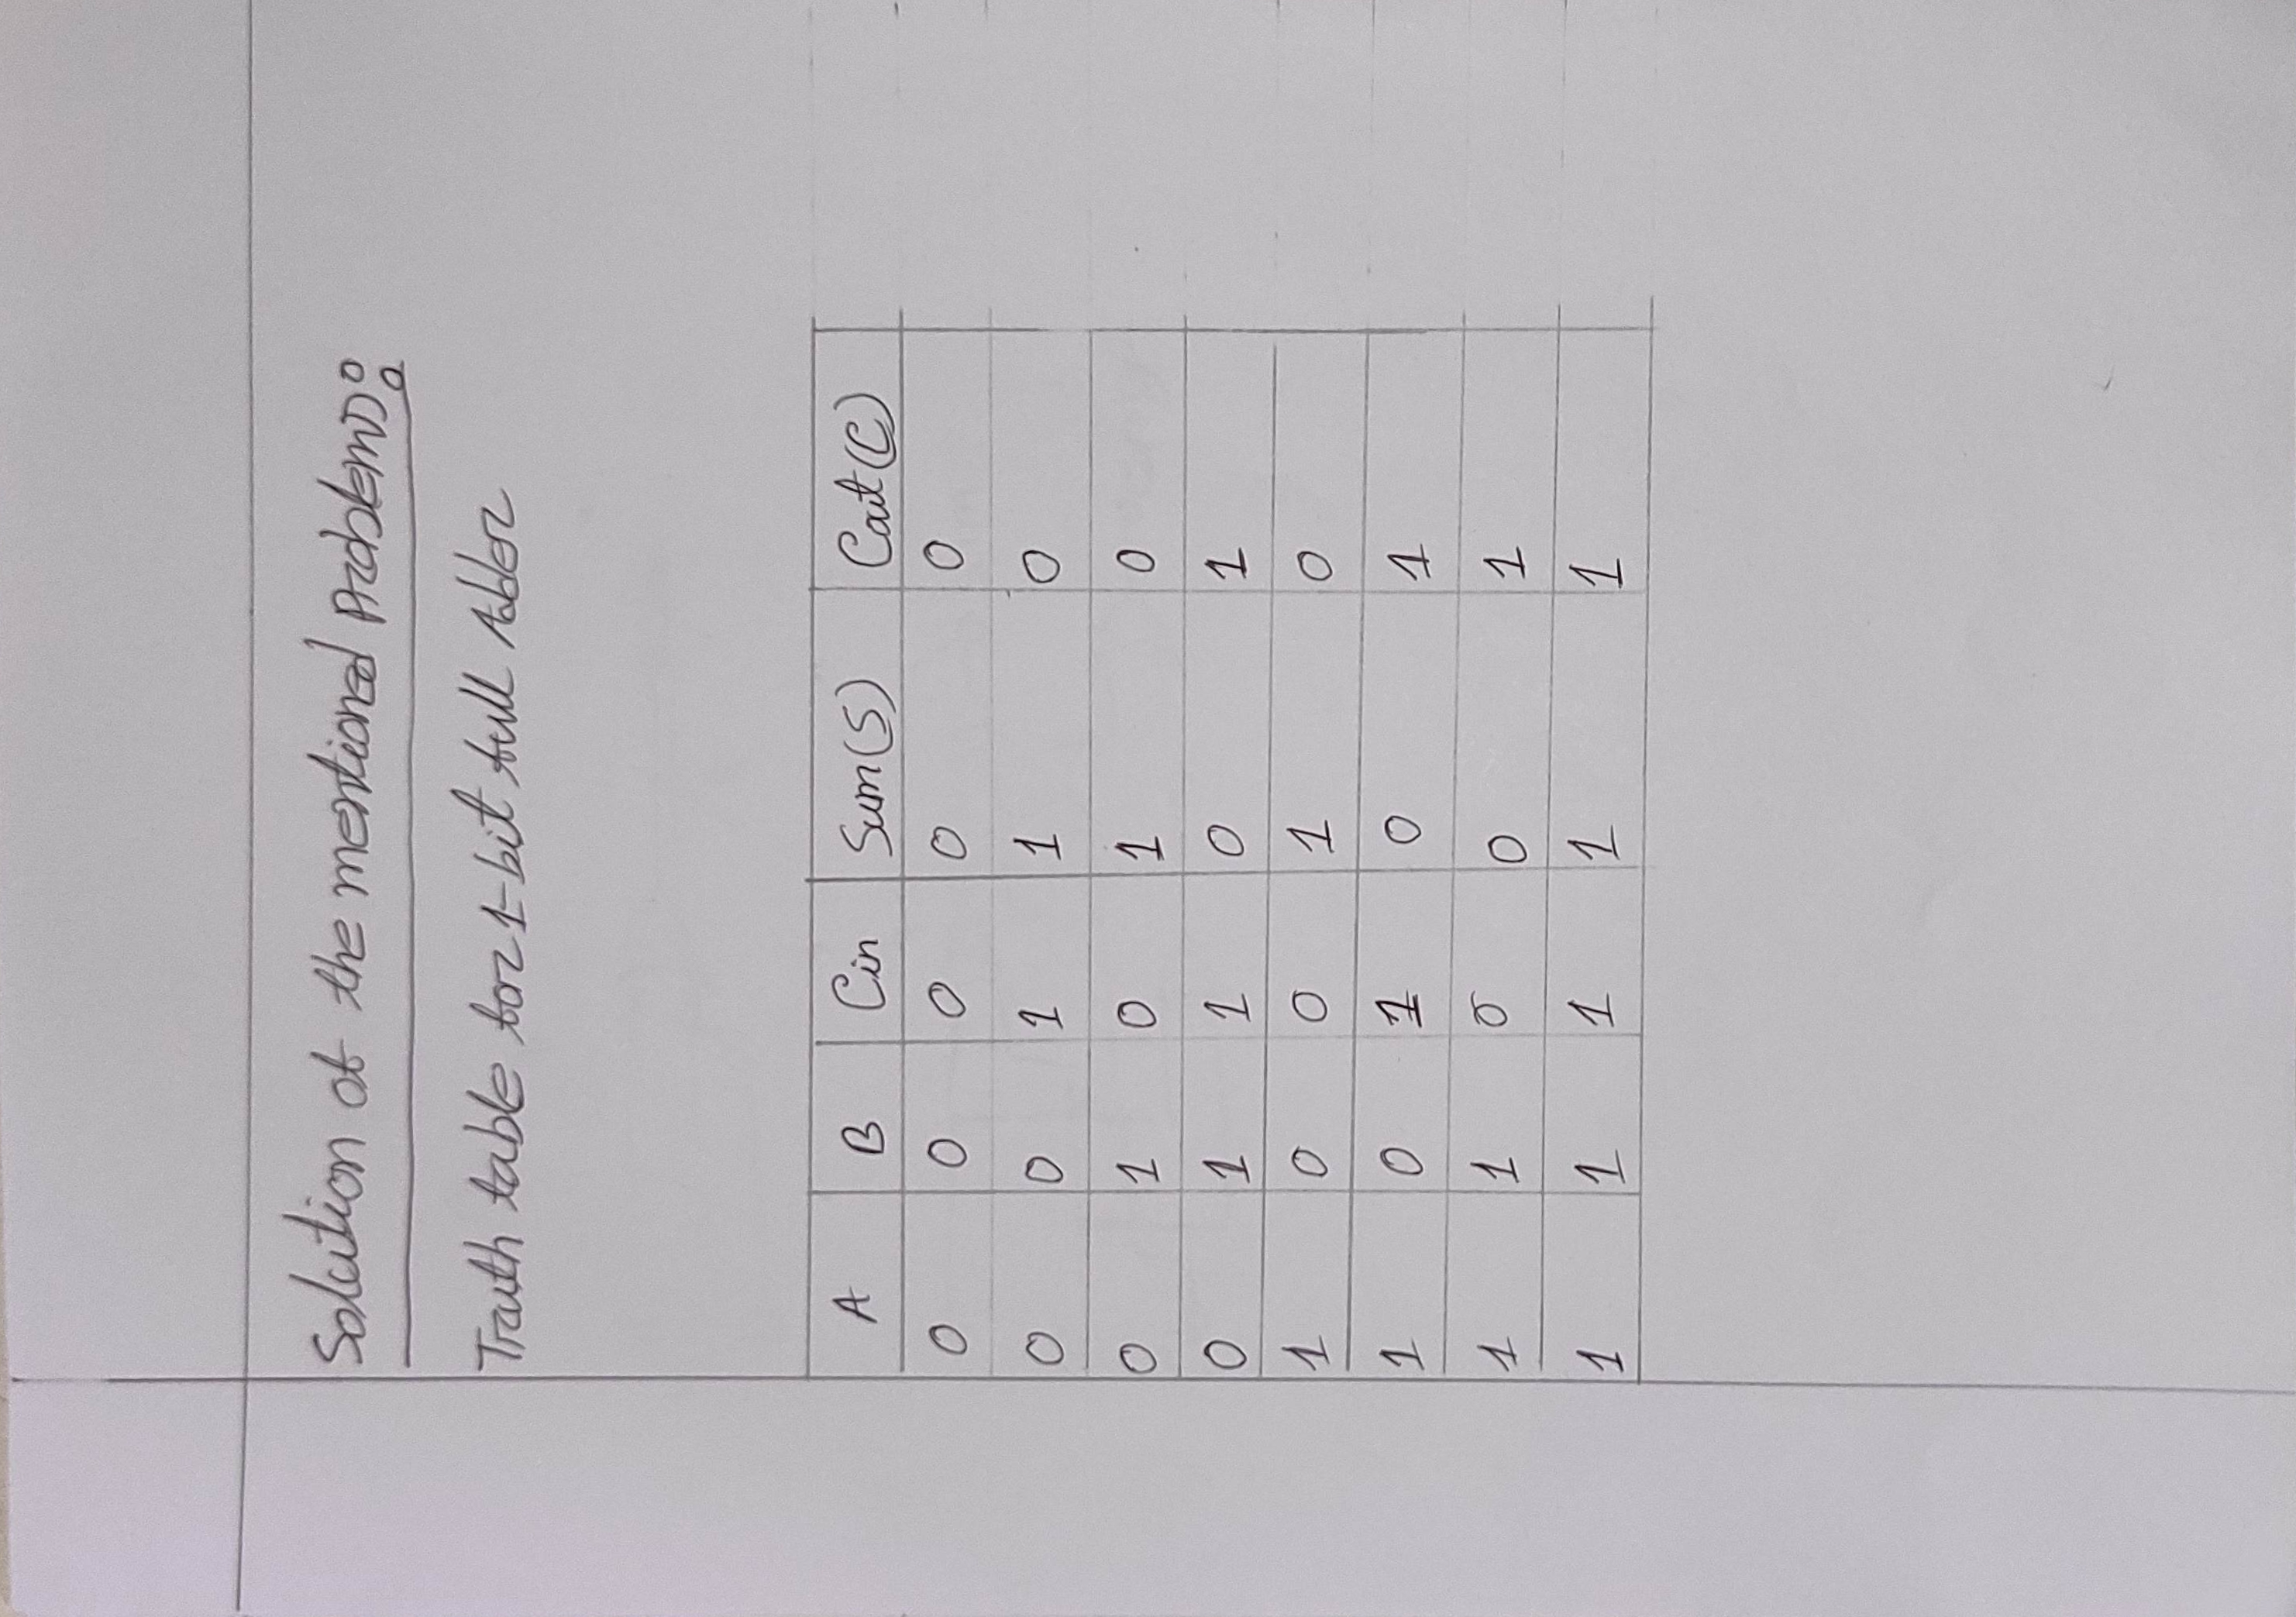 Solution of the mentioned Problems:
Truth table for 1-bit full Adder
A B Cin Sum(S) Cout(C)
0 0 0 0 0
0 0 1 1 0
0 1 0 1 0
0 1 1 0 1
1 0 0 1 0
1 0 1 0 1
1 1 0 0 1
1 1 1 1 1